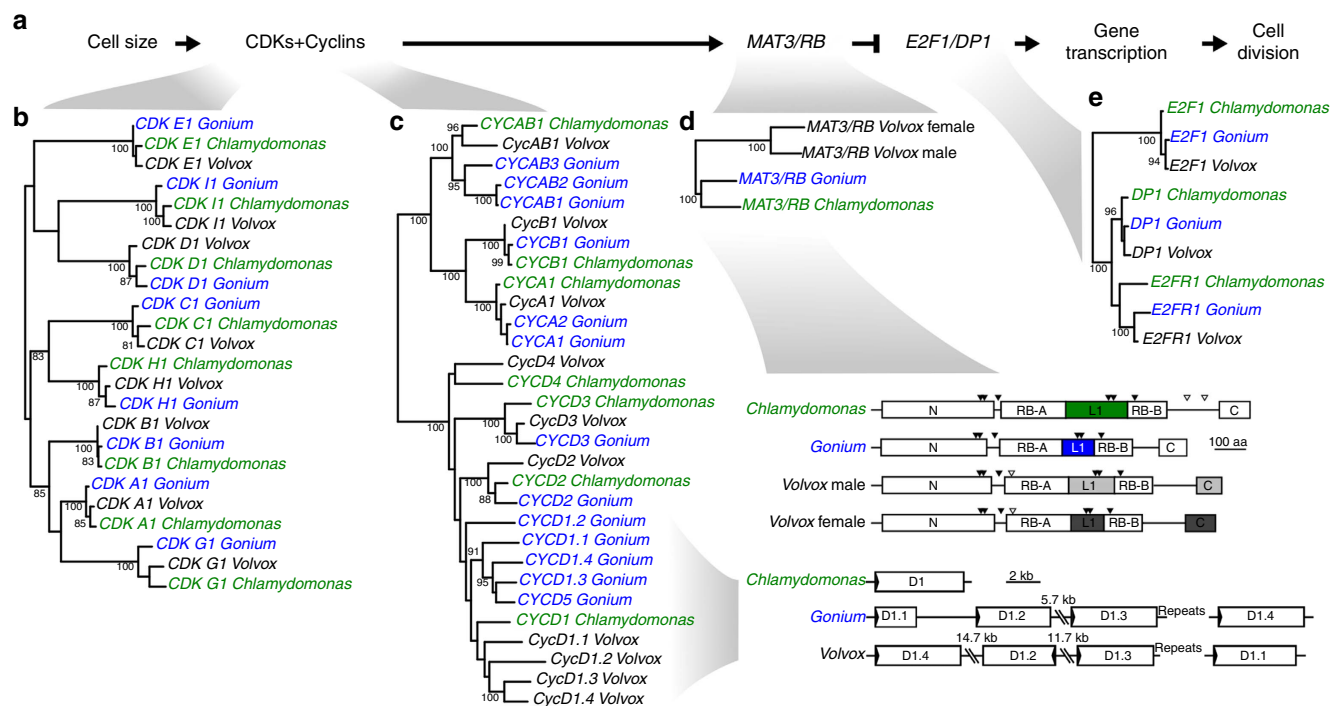 a
Cell size
CDKs+Cyclins
MAT3/RB
E2F1/DP1
Gene
transcription
Cell
division
b
CDK E1 Gonium
CDK E1 Chlamydomonas
100
CDK E1 Volvox
CDK I1 Gonium
CDK I1 Chlamydomonas
100
100
CDK I1 Volvox
CDK D1 Volvox
100
CDK D1 Chlamydomonas
87
CDK D1 Gonium
CDK C1 Gonium
100
CDK C1 Chlamydomonas
81
CDK C1 Volvox
83
CDK H1 Chlamydomonas
100
CDK H1 Volvox
87
CDK H1 Gonium
CDK B1 Volvox
100
CDK B1 Gonium
83
CDK B1 Chlamydomonas
85
CDK A1 Gonium
100
CDK A1 Volvox
85
CDK A1 Chlamydomonas
CDK G1 Gonium
100
CDK G1 Volvox
CDK G1 Chlamydomonas
c
96
CYCAB1 Chlamydomonas
CycAB1 Volvox
100
CYCAB3 Gonium
95
CYCAB2 Gonium
100
CYCAB1 Gonium
100
CycB1 Volvox
100
CYCB1 Gonium
99
CYCB1 Chlamydomonas
100
CYCA1 Chlamydomonas
100
CycA1 Volvox
CYCA2 Gonium
CYCA1 Gonium
CycD4 Volvox
CYCD4 Chlamydomonas
CYCD3 Chlamydomonas
100
CycD3 Volvox
100
CYCD3 Gonium
CycD2 Volvox
100
CYCD2 Chlamydomonas
88
CYCD2 Gonium
CYCD1.2 Gonium
91
CYCD1.1 Gonium
CYCD1.4 Gonium
95
CYCD1.3 Gonium
CYCD5 Gonium
CYCD1 Chlamydomonas
CycD1.1 Volvox
CycD1.2 Volvox
CycD1.3 Volvox
100
CycD1.4 Volvox
d
MAT3/RB Volvox female
100
MAT3/RB Volvox male
MAT3/RB Gonium
100
MAT3/RB Chlamydomonas
e
E2F1 Chlamydomonas
100
E2F1 Gonium
94
E2F1 Volvox
DP1 Chlamydomonas
96
DP1 Gonium
DP1 Volvox
100
E2FR1 Chlamydomonas
E2FR1 Gonium
100
E2FR1 Volvox
Chlamydomonas N RB-A L1 RB-B C
Gonium N RB-A L1 RB-B C 100 aa
Volvox male N RB-A L1 RB-B C
Volvox female N RB-A L1 RB-B C
Chlamydomonas D1 2 kb
5.7 kb
Gonium D1.1 D1.2 D1.3 Repeats D1.4
14.7 kb 11.7 kb
Volvox D1.4 D1.2 D1.3 Repeats D1.1